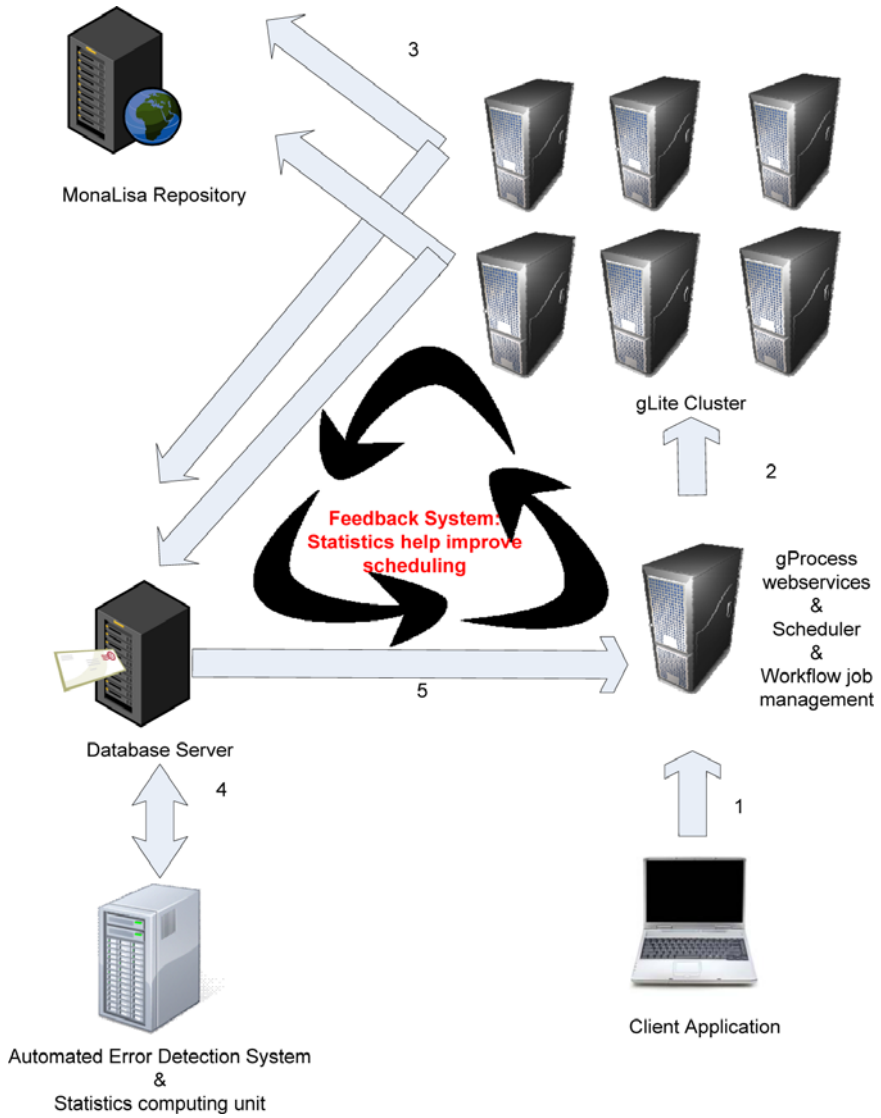 3
MonaLisa Repository
gLite Cluster
2
Feedback System:
Statistics help improve
scheduling
gProcess
webservices
&
Scheduler
&
Workflow job
management
5
Database Server
4
1
Client Application
Automated Error Detection System
&
Statistics computing unit